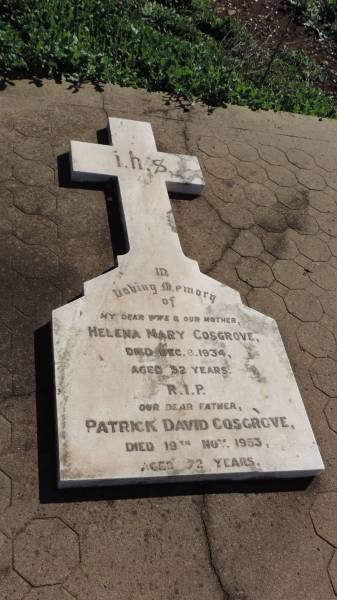 i.h.s
In
Loving Memory
of
MY DEAR WIFE & OUR MOTHER,
HELENA MARY COSGROVE,
DIED DEC. 8. 1934,
AGED 52 YEARS.
R.I.P.
OUR DEAR FATHER,
PATRICK DAVID COSGROVE,
DIED 19TH NOV. 1953,
AGED 72 YEARS.